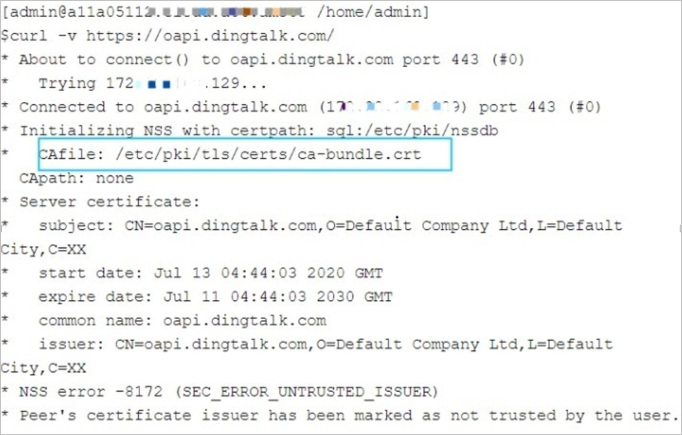 [admin@a11a05112. /home/admin]
$curl -v https://oapi.dingtalk.com/
* About to connect() to oapi.dingtalk.com port 443 (#0)
* Trying 172 .129...
* Connected to oapi.dingtalk.com (1 9) port 443 (#0)
* Initializing NSS with certpath: sql:/etc/pki/nssdb
* CAfile: /etc/pki/tls/certs/ca-bundle.crt
CApath: none
* Server certificate:
* subject: CN=oapi.dingtalk.com,O=Default Company Ltd,L=Default
City,C=XX
* start date: Jul 13 04:44:03 2020 GMT
* expire date: Jul 11 04:44:03 2030 GMT
* common name: oapi.dingtalk.com
* issuer: CN=oapi.dingtalk.com,O=Default Company Ltd,L=Default
City,C=XX
* NSS error -8172 (SEC_ERROR_UNTRUSTED_ISSUER)
* Peer's certificate issuer has been marked as not trusted by the user.